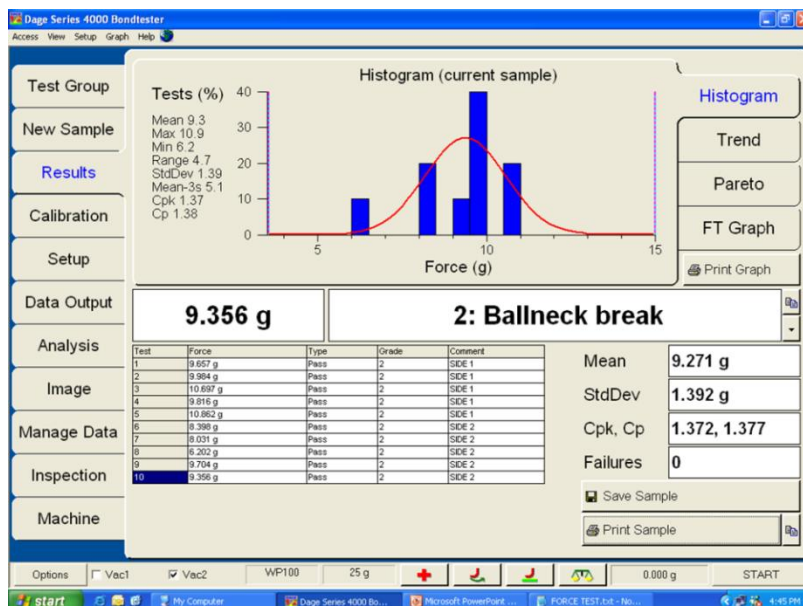 Dage Series 4000 Bondtester
Access View Setup Graph Help
Test Group
New Sample
Results
Calibration
Setup
Data Output
Analysis
Image
Manage Data
Inspection
Machine
Histogram (current sample)
Tests (%)
Mean 9.3
Max 10.9
Min 6.2
Range 4.7
StdDev 1.39
Mean-3s 5.1
Cpk 1.37
Cp 1.38
40
30
20
10
0
5 10 15
Force (g)
Histogram
Trend
Pareto
FT Graph
Print Graph
9.356 g
2: Ballneck break
Test Force Type Grade Comment
1 9.657 g Pass 2 SIDE 1
2 9.984 g Pass 2 SIDE 1
3 10.697 g Pass 2 SIDE 1
4 9.816 g Pass 2 SIDE 1
5 10.862 g Pass 2 SIDE 1
6 8.398 g Pass 2 SIDE 2
7 8.031 g Pass 2 SIDE 2
8 6.202 g Pass 2 SIDE 2
9 9.704 g Pass 2 SIDE 2
10 9.356 g Pass 2 SIDE 2
Mean 9.271 g
StdDev 1.392 g
Cpk, Cp 1.372, 1.377
Failures 0
Save Sample
Print Sample
Options Vac1 Vac2 WP100 25 g 0.000 g START
start My Computer Dage Series 4000 Bo... Microsoft PowerPoint ... FORCE TEST.txt - No... 4:45 PM